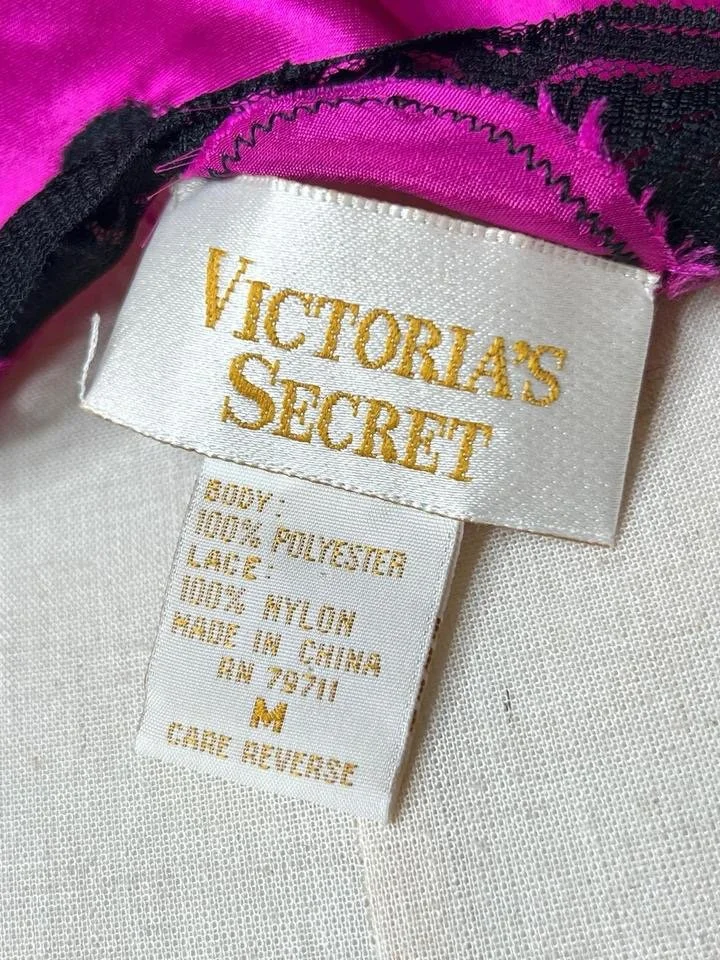 VICTORIA'S
SECRET
BODY:
100% POLYESTER
LACE:
100% NYLON
MADE IN CHINA
RN 79711
M
CARE REVERSE